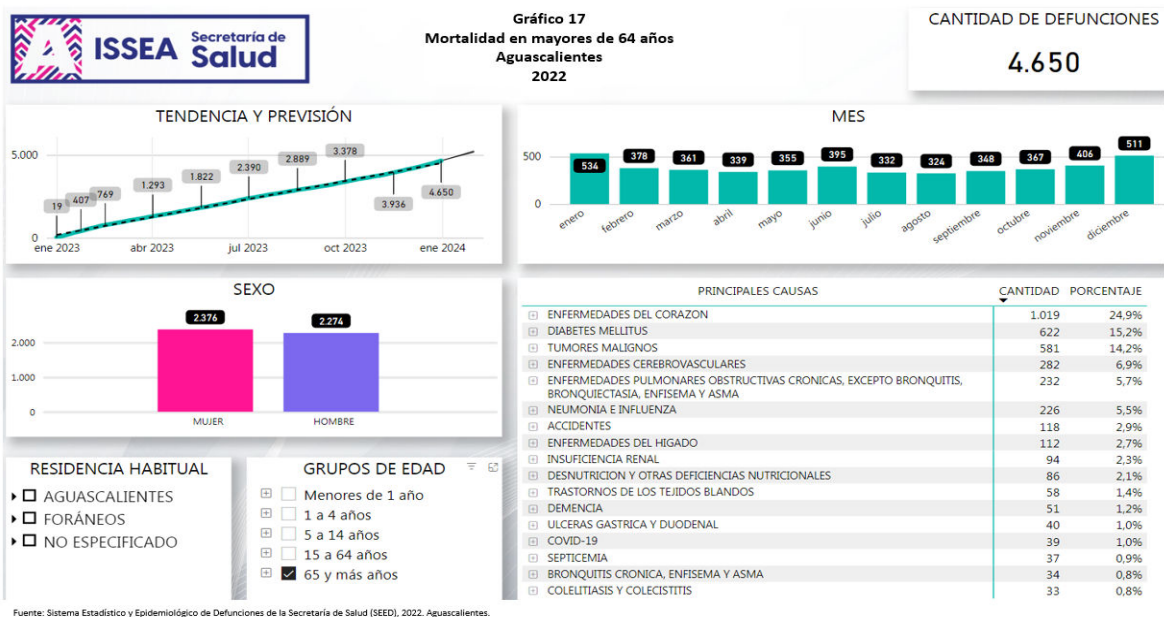 ISSEA Secretaría de Salud
Gráfico 17
Mortalidad en mayores de 64 años
Aguascalientes
2022
CANTIDAD DE DEFUNCIONES
4.650
TENDENCIA Y PREVISIÓN
5.000
0
19
407
769
1.293
1.822
2.390
2.889
3.378
3.936
4.650
ene 2023
abr 2023
jul 2023
oct 2023
ene 2024
MES
500
0
534
378
361
339
355
395
332
324
348
367
406
511
enero
febrero
marzo
abril
mayo
junio
julio
agosto
septiembre
octubre
noviembre
diciembre
SEXO
2.000
1.000
0
2.376
2.274
MUJER
HOMBRE
RESIDENCIA HABITUAL
AGUASCALIENTES
FORÁNEOS
NO ESPECIFICADO
GRUPOS DE EDAD
Menores de 1 año
1 a 4 años
5 a 14 años
15 a 64 años
65 y más años
PRINCIPALES CAUSAS CANTIDAD PORCENTAJE
ENFERMEDADES DEL CORAZON 1.019 24,9%
DIABETES MELLITUS 622 15,2%
TUMORES MALIGNOS 581 14,2%
ENFERMEDADES CEREBROVASCULARES 282 6,9%
ENFERMEDADES PULMONARES OBSTRUCTIVAS CRONICAS, EXCEPTO BRONQUITIS, 232 5,7%
BRONQUIECTASIA, ENFISEMA Y ASMA
NEUMONIA E INFLUENZA 226 5,5%
ACCIDENTES 118 2,9%
ENFERMEDADES DEL HIGADO 112 2,7%
INSUFICIENCIA RENAL 94 2,3%
DESNUTRICION Y OTRAS DEFICIENCIAS NUTRICIONALES 86 2,1%
TRASTORNOS DE LOS TEJIDOS BLANDOS 58 1,4%
DEMENCIA 51 1,2%
ULCERAS GASTRICA Y DUODENAL 40 1,0%
COVID-19 39 1,0%
SEPTICEMIA 37 0,9%
BRONQUITIS CRONICA, ENFISEMA Y ASMA 34 0,8%
COLELITIASIS Y COLECISTITIS 33 0,8%
Fuente: Sistema Estadístico y Epidemiológico de Defunciones de la Secretaría de Salud (SEED), 2022. Aguascalientes.